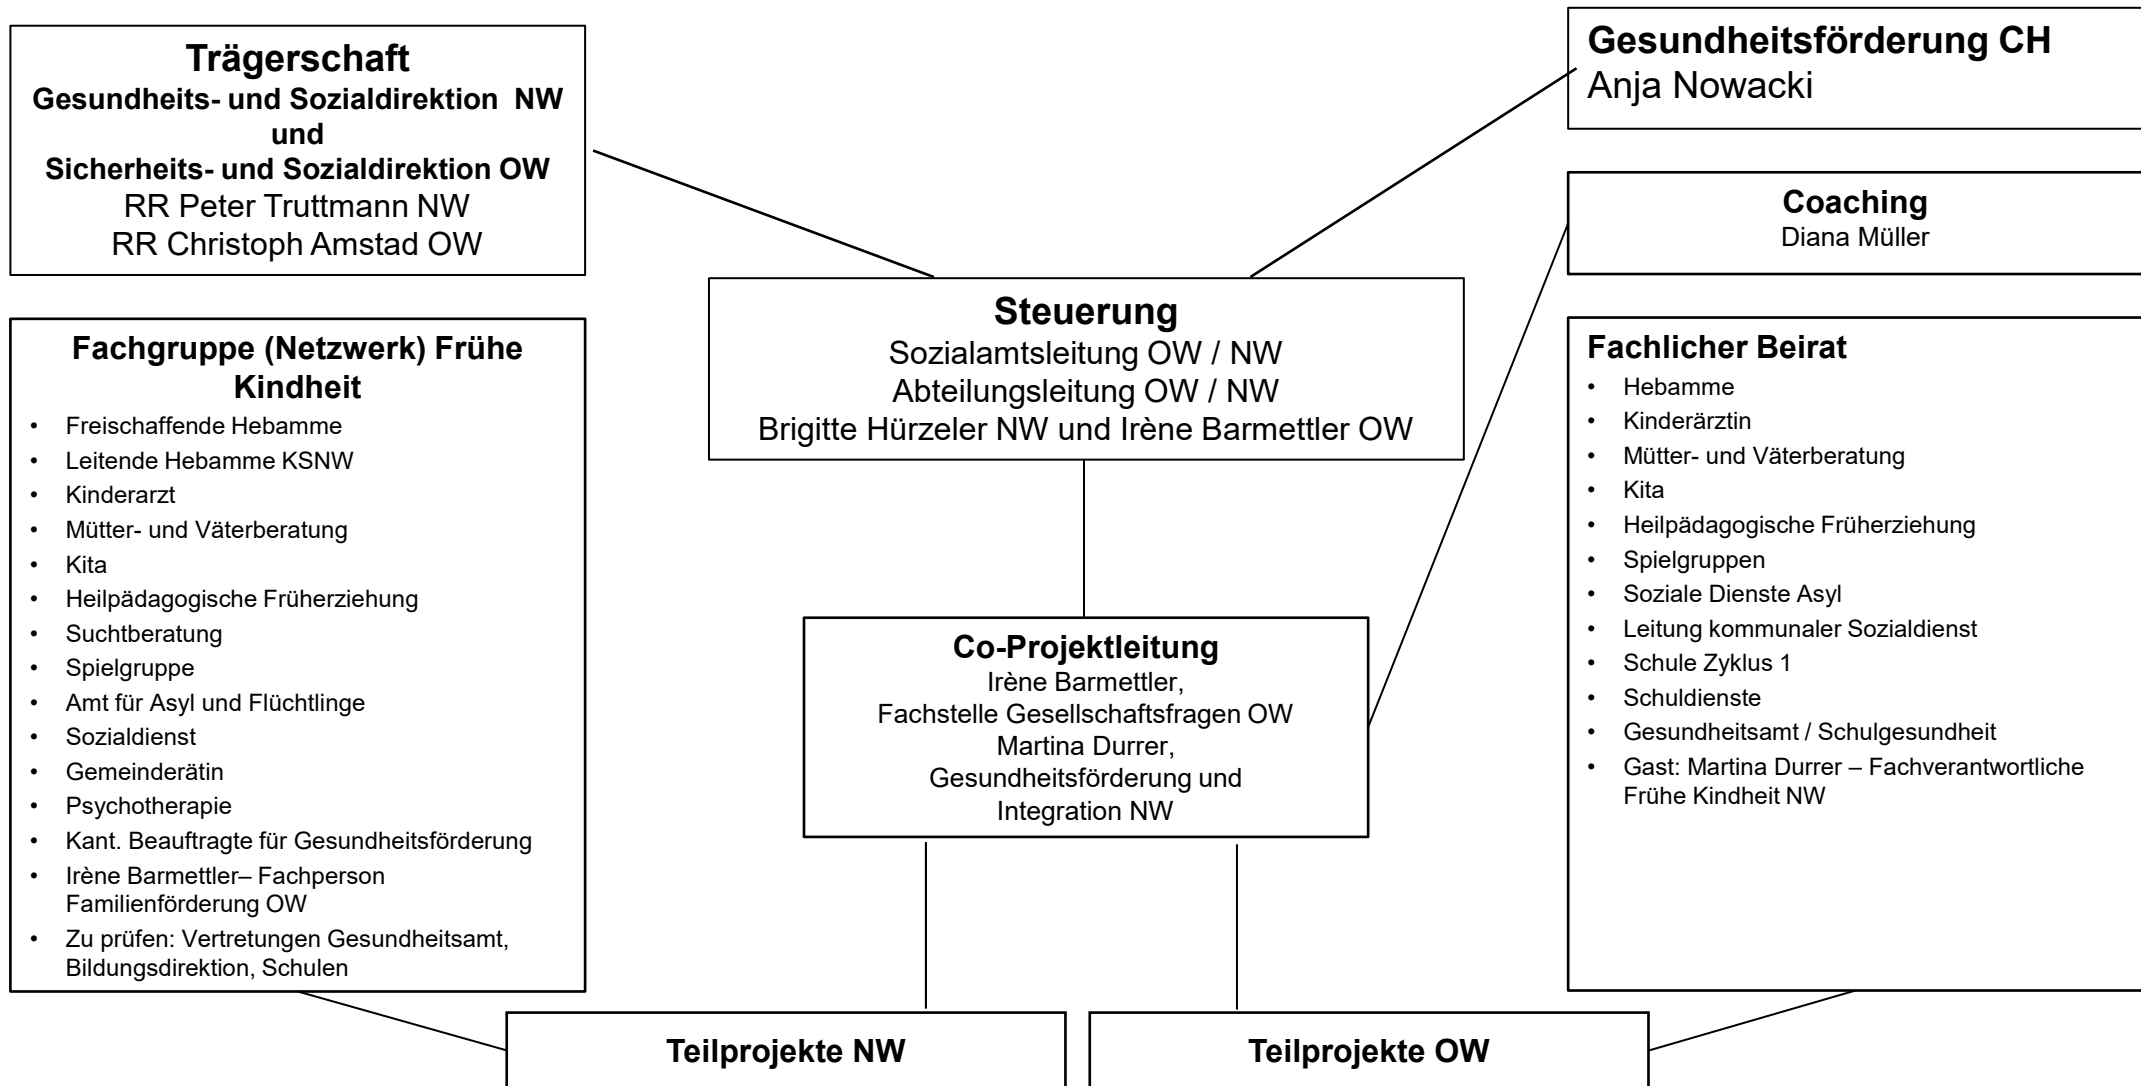 Trägerschaft
Gesundheits- und Sozialdirektion  NW
und
Sicherheits- und Sozialdirektion OW
RR Peter Truttmann NW
RR Christoph Amstad OW
Gesundheitsförderung CH
Anja Nowacki
Coaching
Diana Müller
Steuerung
Sozialamtsleitung OW / NW
Abteilungsleitung OW / NW
Brigitte Hürzeler NW und Irène Barmettler OW
Fachgruppe (Netzwerk) Frühe
Kindheit
• Freischaffende Hebamme
• Leitende Hebamme KSNW
• Kinderarzt
• Mütter- und Väterberatung
• Kita
• Heilpädagogische Früherziehung
• Suchtberatung
• Spielgruppe
• Amt für Asyl und Flüchtlinge
• Sozialdienst
• Gemeinderätin
• Psychotherapie
• Kant. Beauftragte für Gesundheitsförderung
• Irène Barmettler– Fachperson
Familienförderung OW
• Zu prüfen: Vertretungen Gesundheitsamt,
Bildungsdirektion, Schulen
Co-Projektleitung
Irène Barmettler,
Fachstelle Gesellschaftsfragen OW
Martina Durrer,
Gesundheitsförderung und
Integration NW
Fachlicher Beirat
• Hebamme
• Kinderärztin
• Mütter- und Väterberatung
• Kita
• Heilpädagogische Früherziehung
• Spielgruppen
• Soziale Dienste Asyl
• Leitung kommunaler Sozialdienst
• Schule Zyklus 1
• Schuldienste
• Gesundheitsamt / Schulgesundheit
• Gast: Martina Durrer – Fachverantwortliche
Frühe Kindheit NW
Teilprojekte NW
Teilprojekte OW